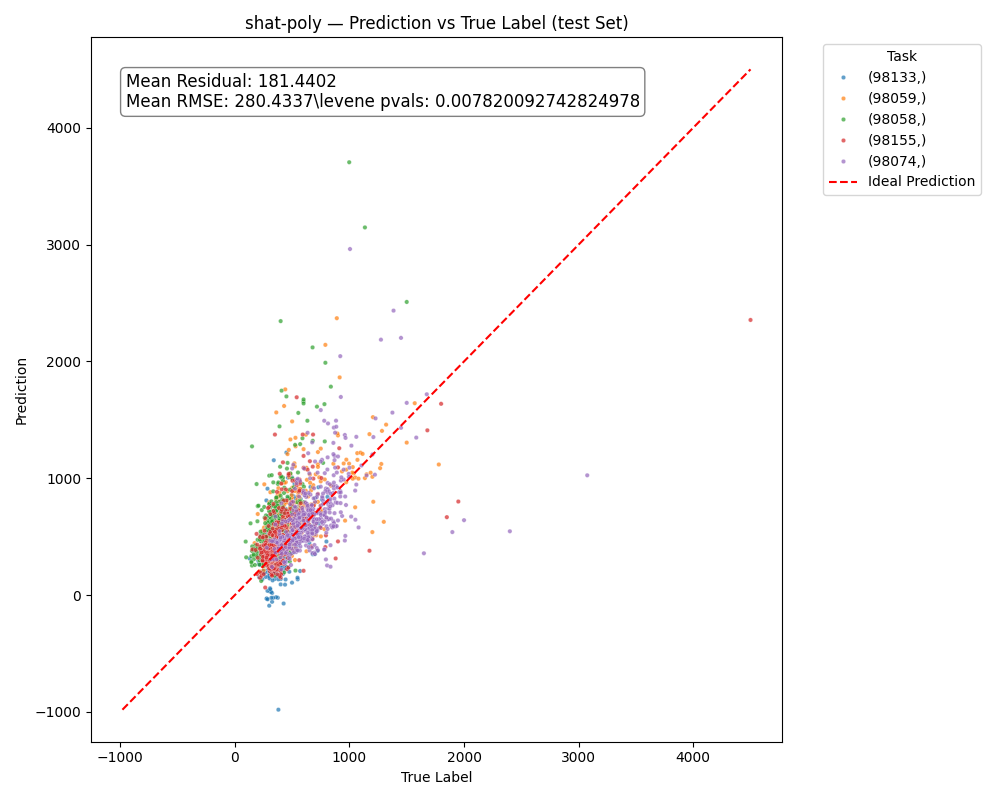 shat-poly — Prediction vs True Label (test Set)
Mean Residual: 181.4402
Mean RMSE: 280.4337\levene pvals: 0.007820092742824978
Task
(98133,)
(98059,)
(98058,)
(98155,)
(98074,)
Ideal Prediction
Prediction
4000
3000
2000
1000
0
−1000
−1000
0
1000
2000
3000
4000
True Label